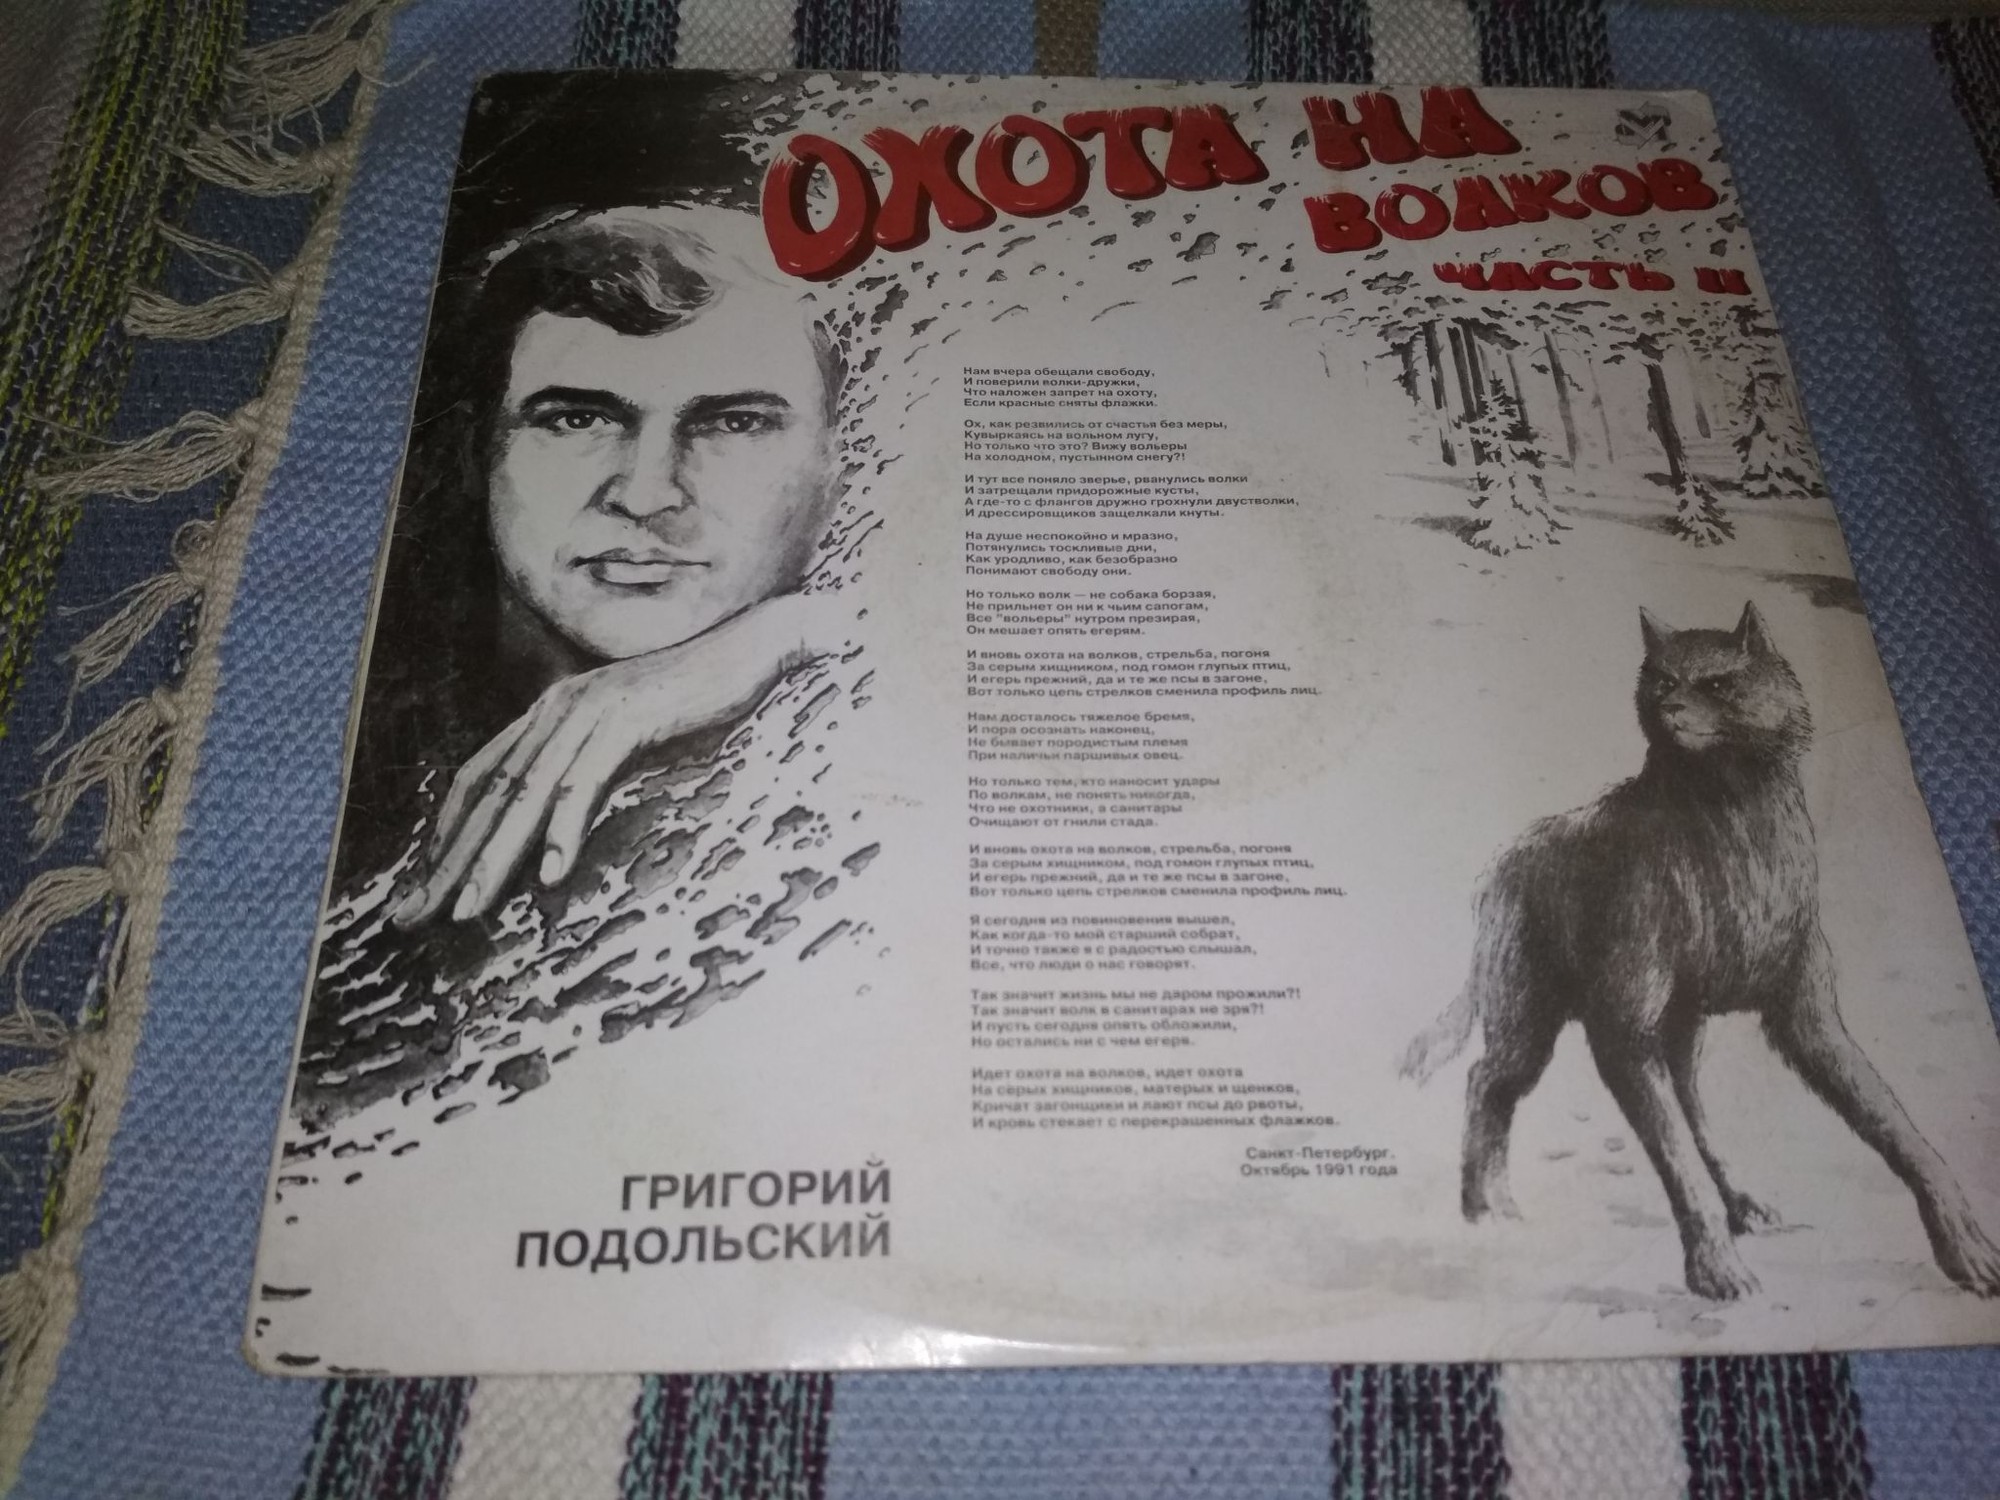 ОХОТА НА
ВОЛКОВ
ЧАСТЬ II
Нам вчера обещали свободу,
И поверили волки-дружки,
Что наложен запрет на охоту,
Если красные сняты флажки.
Ох, как резвились от счастья без меры,
Кувыркаясь на вольном лугу,
Но только что это? Вижу вольеры
На холодном, пустынном снегу?!
И тут все поняло зверье, рванулись волки
И затрещали придорожные кусты,
А где-то с флангов дружно грохнули двустволки,
И дрессировщиков защелкали кнуты.
На душе неспокойно и мразно,
Потянулись тоскливые дни,
Как уродливо, как безобразно
Понимают свободу они.
Но только волк — не собака борзая,
Не прильнет он ни к чьим сапогам,
Все "вольеры" нутром презирая,
Он мешает опять егерям.
И вновь охота на волков, стрельба, погоня
За серым хищником, под гомон глупых птиц,
И егерь прежний, да и те же псы в загоне,
Вот только цепь стрелков сменила профиль лиц.
Нам досталось тяжелое бремя,
И пора осознать наконец,
Не бывает породистым племя
При наличьи паршивых овец.
Но только тем, кто наносит удары
По волкам, не понять никогда,
Что не охотники, а санитары
Очищают от гнили стада.
И вновь охота на волков, стрельба, погоня
За серым хищником, под гомон глупых птиц,
И егерь прежний, да и те же псы в загоне,
Вот только цепь стрелков сменила профиль лиц.
Я сегодня из повиновения вышел,
Как когда-то мой старший собрат,
И точно также я с радостью слышал,
Все, что люди о нас говорят.
Так значит жизнь мы не даром прожили?!
Так значит волк в санитарах не зря?!
И пусть сегодня опять обложили,
Но остались ни с чем егеря.
Идет охота на волков, идет охота
На серых хищников, матерых и щенков,
Кричат загонщики и лают псы до рвоты,
И кровь стекает с перекрашенных флажков.
Санкт-Петербург.
Октябрь 1991 года
ГРИГОРИЙ
ПОДОЛЬСКИЙ